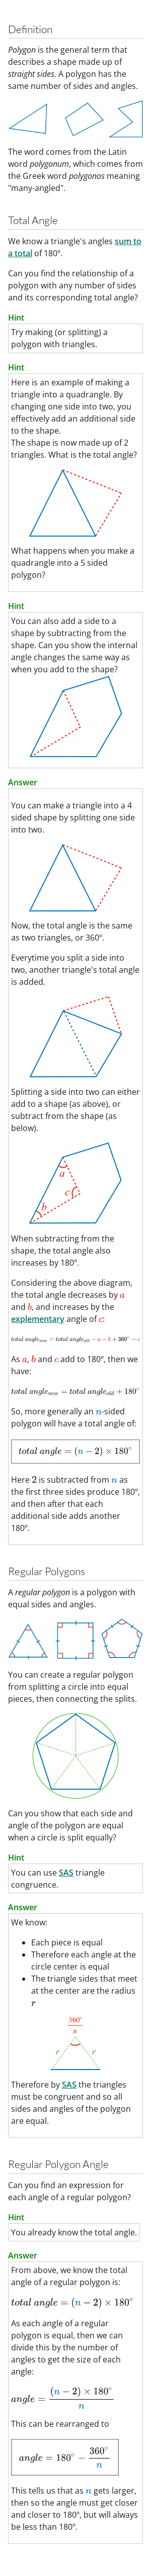 Definition
Polygon is the general term that
describes a shape made up of
straight sides. A polygon has the
same number of sides and angles.
The word comes from the Latin
word polygonum, which comes from
the Greek word polygonos meaning
"many-angled".
Total Angle
We know a triangle's angles sum to
a total of 180º.
Can you find the relationship of a
polygon with any number of sides
and its corresponding total angle?
Hint
Try making (or splitting) a
polygon with triangles.
Hint
Here is an example of making a
triangle into a quadrangle. By
changing one side into two, you
effectively add an additional side
to the shape.
The shape is now made up of 2
triangles. What is the total angle?
What happens when you make a
quadrangle into a 5 sided
polygon?
Hint
You can also add a side to a
shape by subtracting from the
shape. Can you show the internal
angle changes the same way as
when you add to the shape?
Answer
You can make a triangle into a 4
sided shape by splitting one side
into two.
Now, the total angle is the same
as two triangles, or 360º.
Everytime you split a side into
two, another triangle's total angle
is added.
Splitting a side into two can either
add to a shape (as above), or
subtract from the shape (as
below).
a
c
b
When subtracting from the
shape, the total angle also
increases by 180º.
Considering the above diagram,
the total angle decreases by a
and b, and increases by the
explementary angle of c:
total angle_new = total angle_old − a − b + 360° − c
As a, b and c add to 180º, then we
have:
total angle_new = total angle_old + 180°
So, more generally an n-sided
polygon will have a total angle of:
total angle = (n − 2) × 180°
Here 2 is subtracted from n as
the first three sides produce 180º,
and then after that each
additional side adds another
180º.
Regular Polygons
A regular polygon is a polygon with
equal sides and angles.
You can create a regular polygon
from splitting a circle into equal
pieces, then connecting the splits.
Can you show that each side and
angle of the polygon are equal
when a circle is split equally?
Hint
You can use SAS triangle
congruence.
Answer
We know:
• Each piece is equal
• Therefore each angle at the
circle center is equal
• The triangle sides that meet
at the center are the radius
r
360°
n
r r
Therefore by SAS the triangles
must be congruent and so all
sides and angles of the polygon
are equal.
Regular Polygon Angle
Can you find an expression for
each angle of a regular polygon?
Hint
You already know the total angle.
Answer
From above, we know the total
angle of a regular polygon is:
total angle = (n − 2) × 180°
As each angle of a regular
polygon is equal, then we can
divide this by the number of
angles to get the size of each
angle:
angle = (n − 2) × 180° / n
This can be rearranged to
angle = 180° − 360° / n
This tells us that as n gets larger,
then so the angle must get closer
and closer to 180º, but will always
be less than 180º.